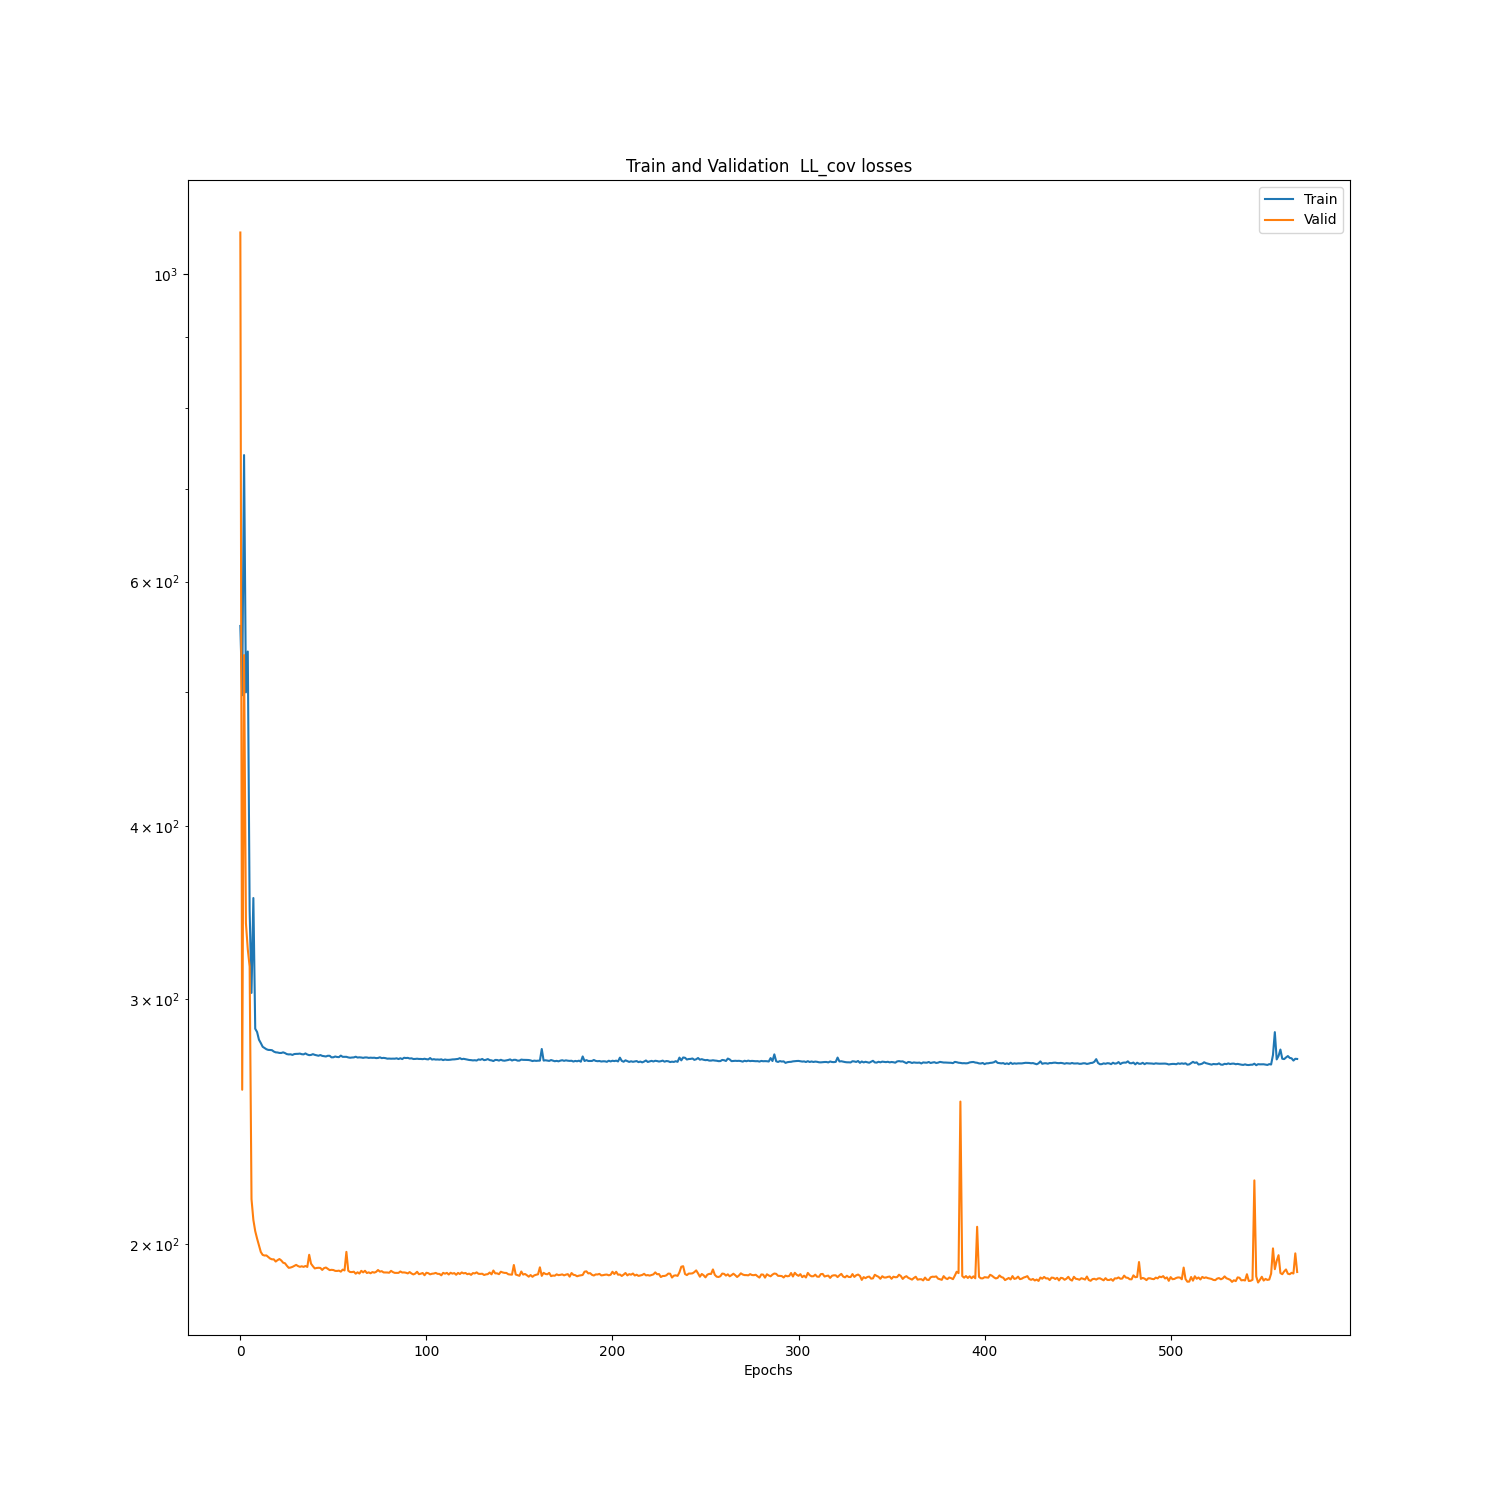 Train and Validation  LL_cov losses
Train
Valid
10³
6 × 10²
4 × 10²
3 × 10²
2 × 10²
0 100 200 300 400 500
Epochs